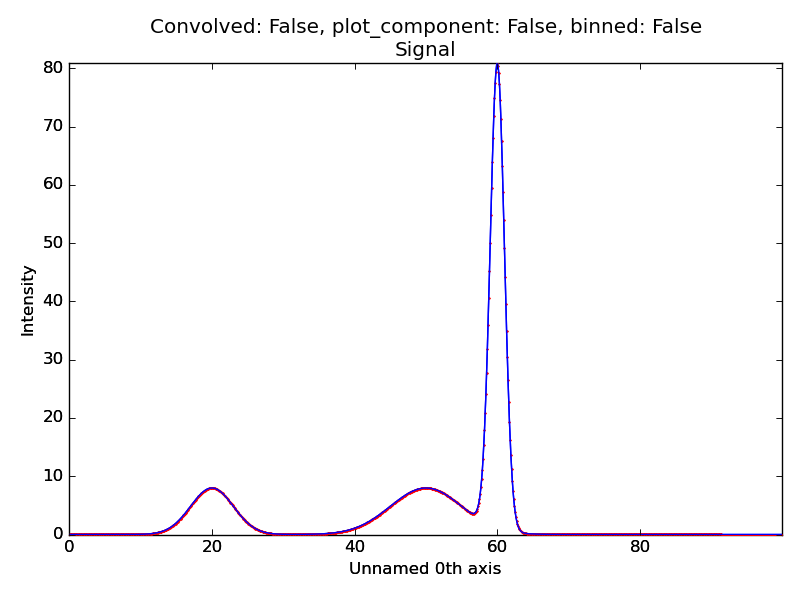 Convolved: False, plot_component: False, binned: False
Signal
80
70
60
50
40
30
20
10
0
Intensity
0 20 40 60 80
Unnamed 0th axis